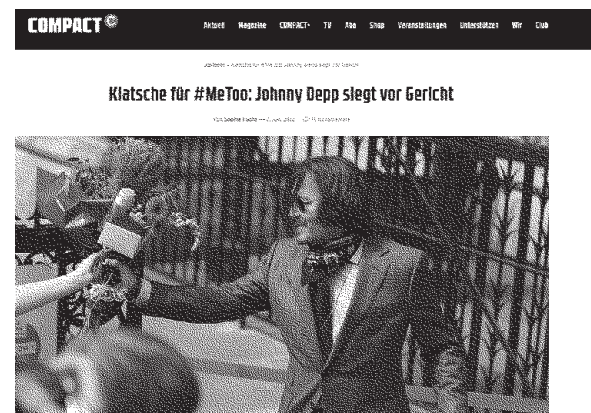 COMPACT
Aktuell Magazine COMPACT+ TV Abo Shop Veranstaltungen Unterstützen Wir Club
Klatsche für #MeToo: Johnny Depp siegt vor Gericht